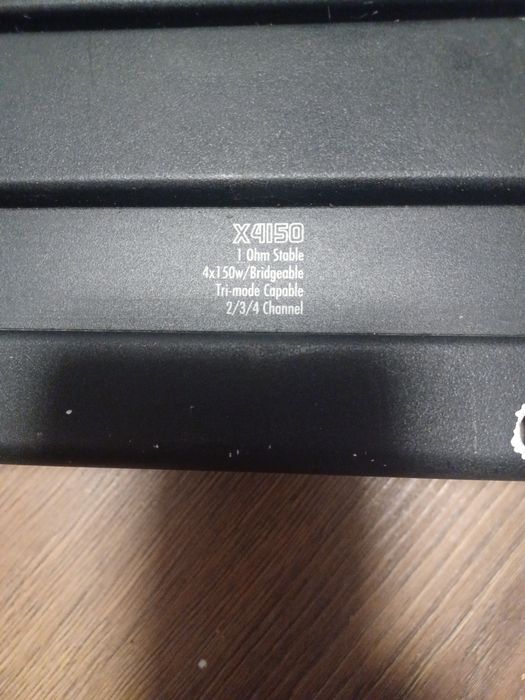 X4150
1 Ohm Stable
4x150w/Bridgeable
Tri-mode Capable
2/3/4 Channel